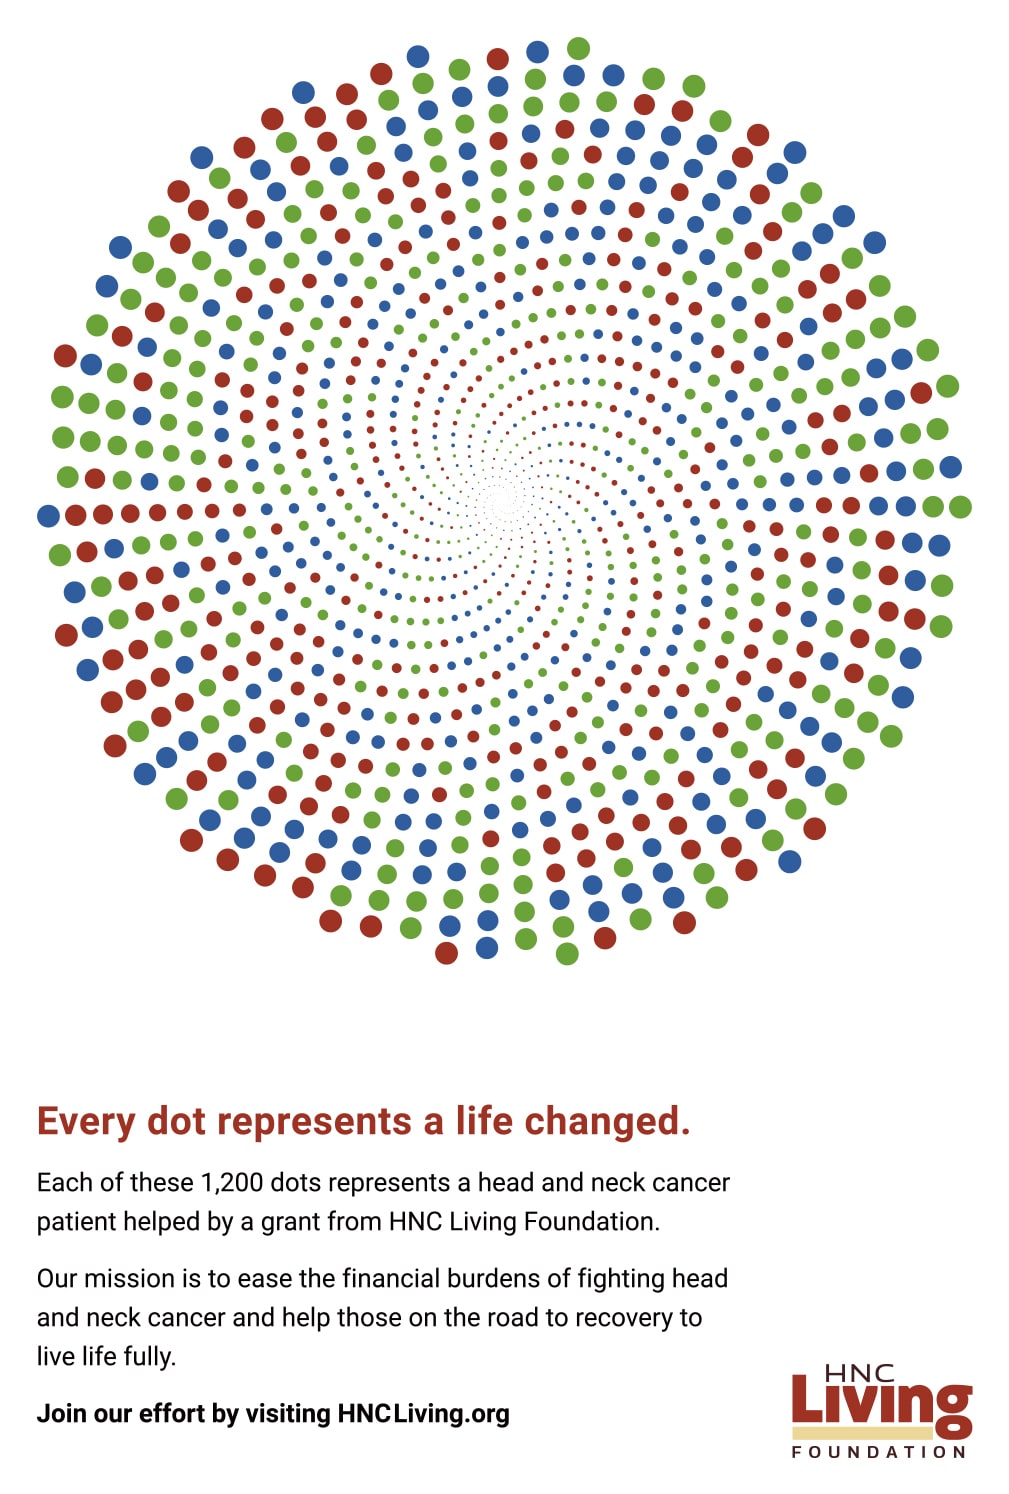 Every dot represents a life changed.
Each of these 1,200 dots represents a head and neck cancer
patient helped by a grant from HNC Living Foundation.
Our mission is to ease the financial burdens of fighting head
and neck cancer and help those on the road to recovery to
live life fully.
Join our effort by visiting HNCLiving.org
HNC
Living
FOUNDATION